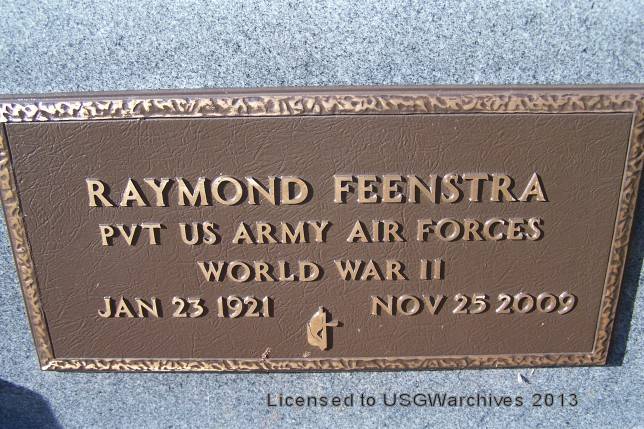 RAYMOND FEENSTRA
PVT US ARMY AIR FORCES
WORLD WAR II
JAN 23 1921 NOV 25 2009
Licensed to USGWarchives 2013